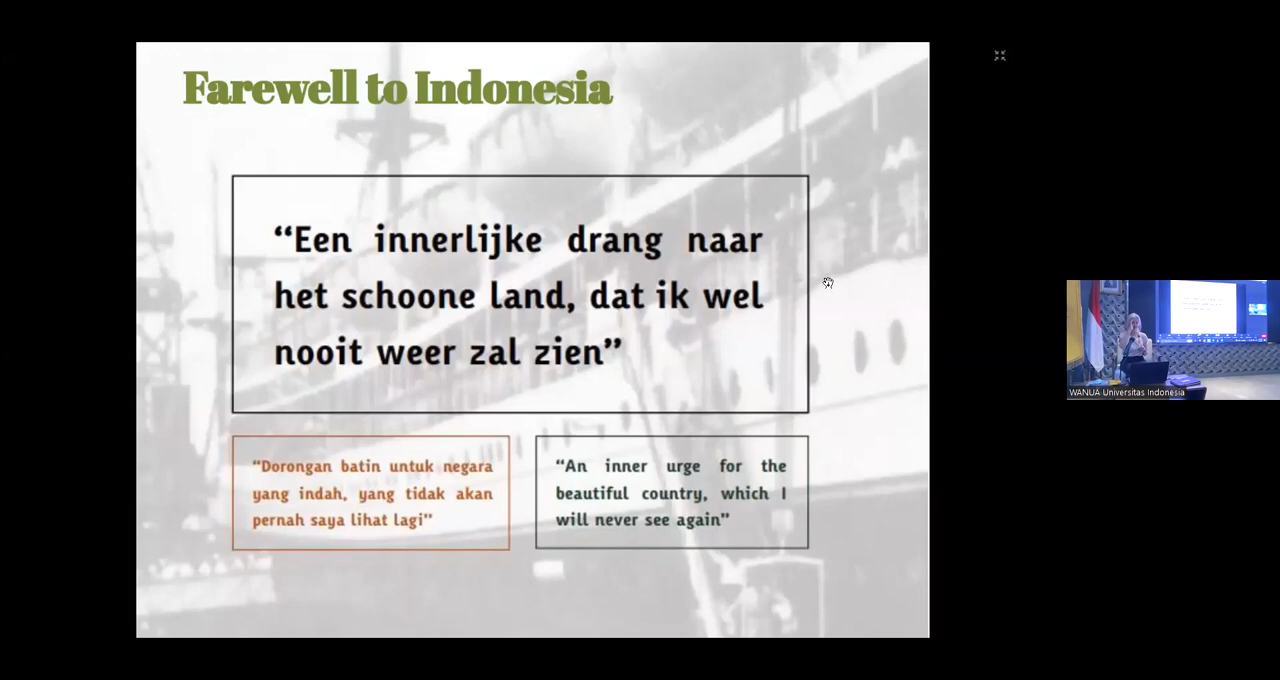 Farewell to Indonesia
“Een innerlijke drang naar
het schoone land, dat ik wel
nooit weer zal zien”
“Dorongan batin untuk negara
yang indah, yang tidak akan
pernah saya lihat lagi”
“An inner urge for the
beautiful country, which I
will never see again”
WANUA Universitas Indonesia